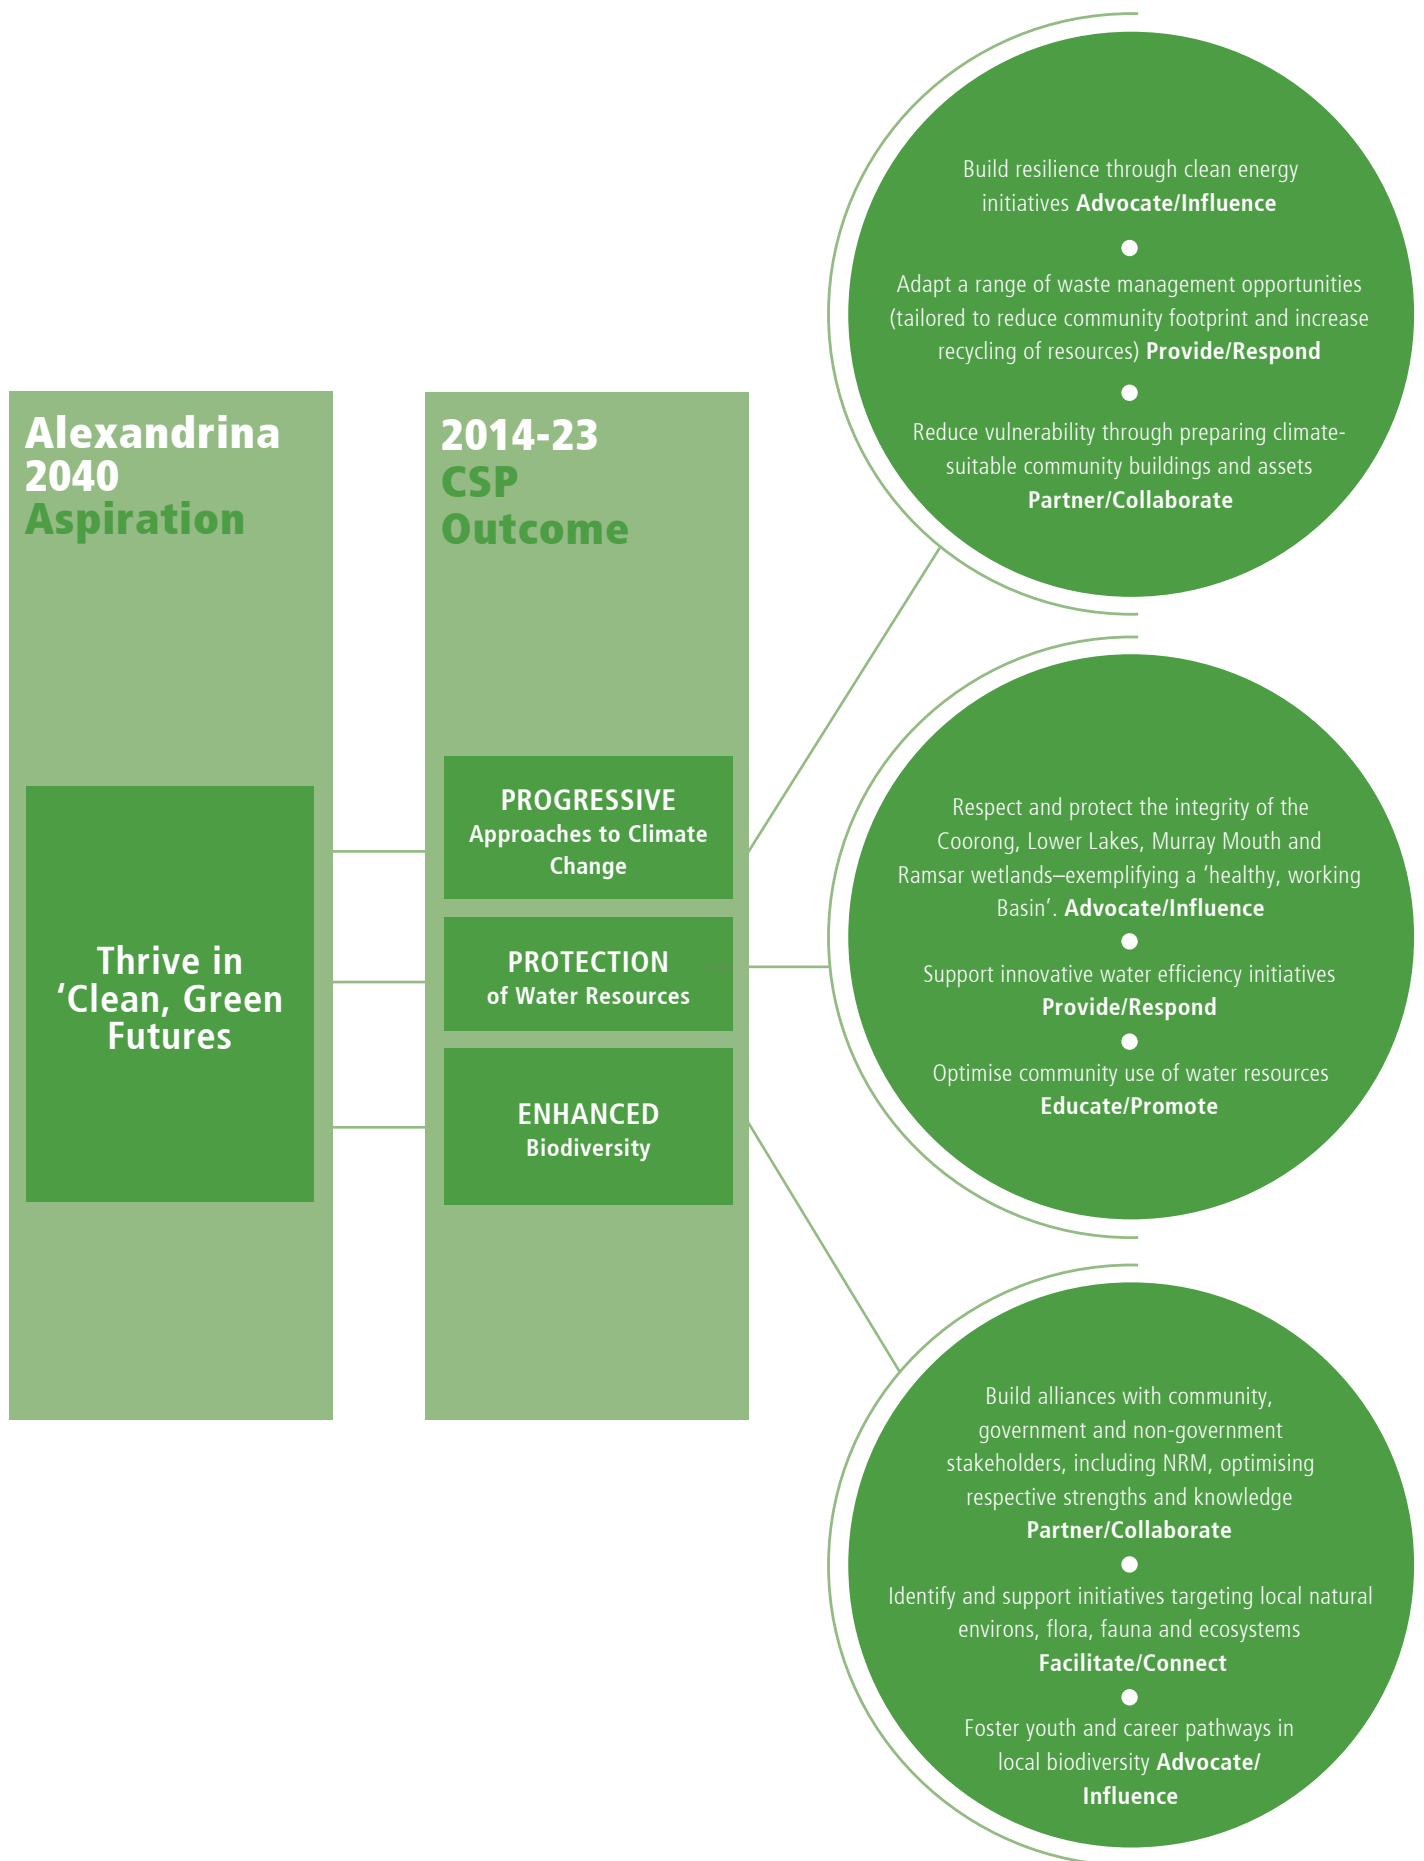 Alexandrina
2040
Aspiration
Thrive in
‘Clean, Green
Futures
2014-23
CSP
Outcome
PROGRESSIVE
Approaches to Climate
Change
PROTECTION
of Water Resources
ENHANCED
Biodiversity
Build resilience through clean energy
initiatives Advocate/Influence
Adapt a range of waste management opportunities
(tailored to reduce community footprint and increase
recycling of resources) Provide/Respond
Reduce vulnerability through preparing climate-
suitable community buildings and assets
Partner/Collaborate
Respect and protect the integrity of the
Coorong, Lower Lakes, Murray Mouth and
Ramsar wetlands–exemplifying a ‘healthy, working
Basin’. Advocate/Influence
Support innovative water efficiency initiatives
Provide/Respond
Optimise community use of water resources
Educate/Promote
Build alliances with community,
government and non-government
stakeholders, including NRM, optimising
respective strengths and knowledge
Partner/Collaborate
Identify and support initiatives targeting local natural
environs, flora, fauna and ecosystems
Facilitate/Connect
Foster youth and career pathways in
local biodiversity Advocate/
Influence